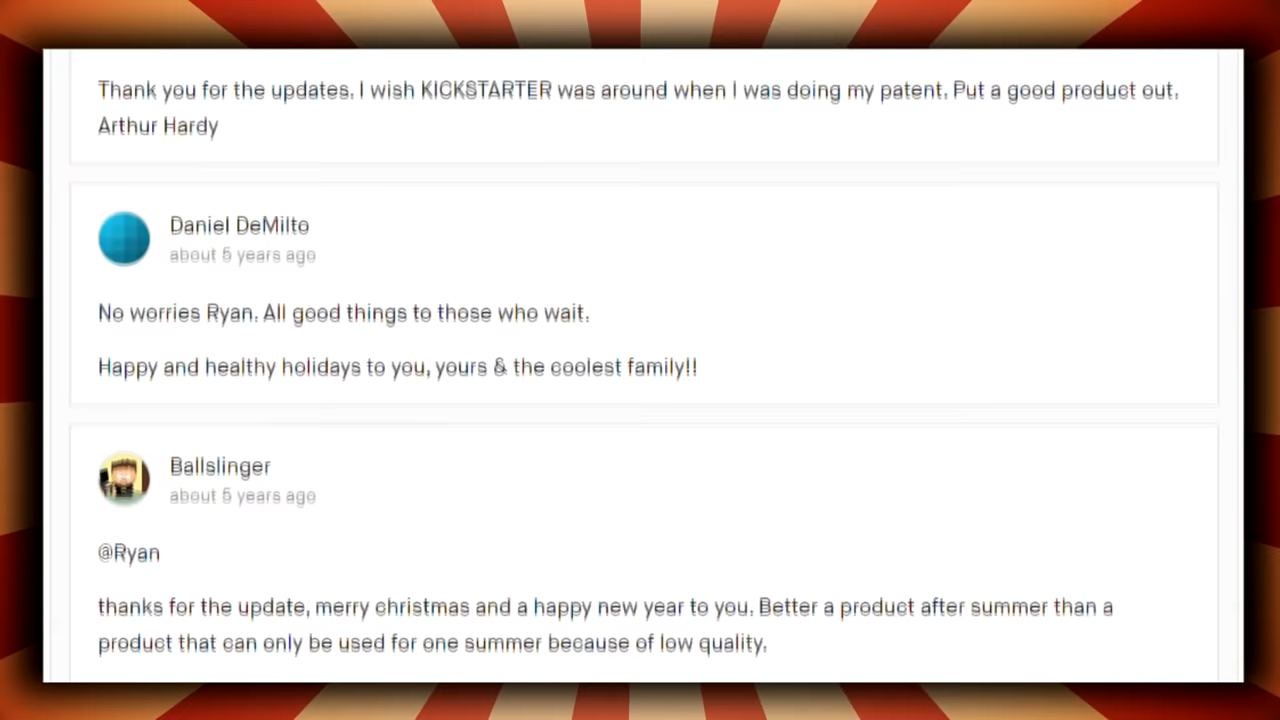 Thank you for the updates. I wish KICKSTARTER was around when I was doing my patent. Put a good product out.
Arthur Hardy
Daniel DeMilto
about 5 years ago
No worries Ryan. All good things to those who wait.
Happy and healthy holidays to you, yours & the coolest family!!
Ballslinger
about 5 years ago
@Ryan
thanks for the update, merry christmas and a happy new year to you. Better a product after summer than a
product that can only be used for one summer because of low quality.